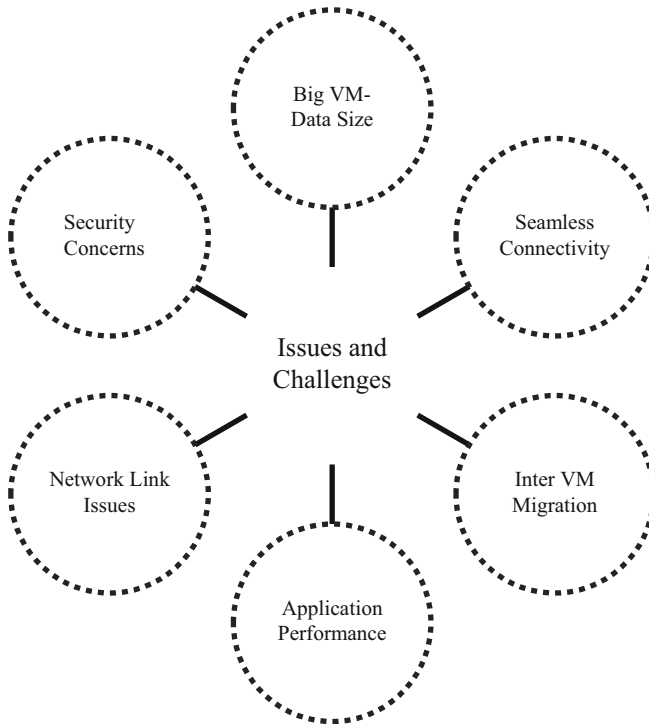 Big VM-
Data Size
Security
Concerns
Seamless
Connectivity
Issues and
Challenges
Network Link
Issues
Inter VM
Migration
Application
Performance